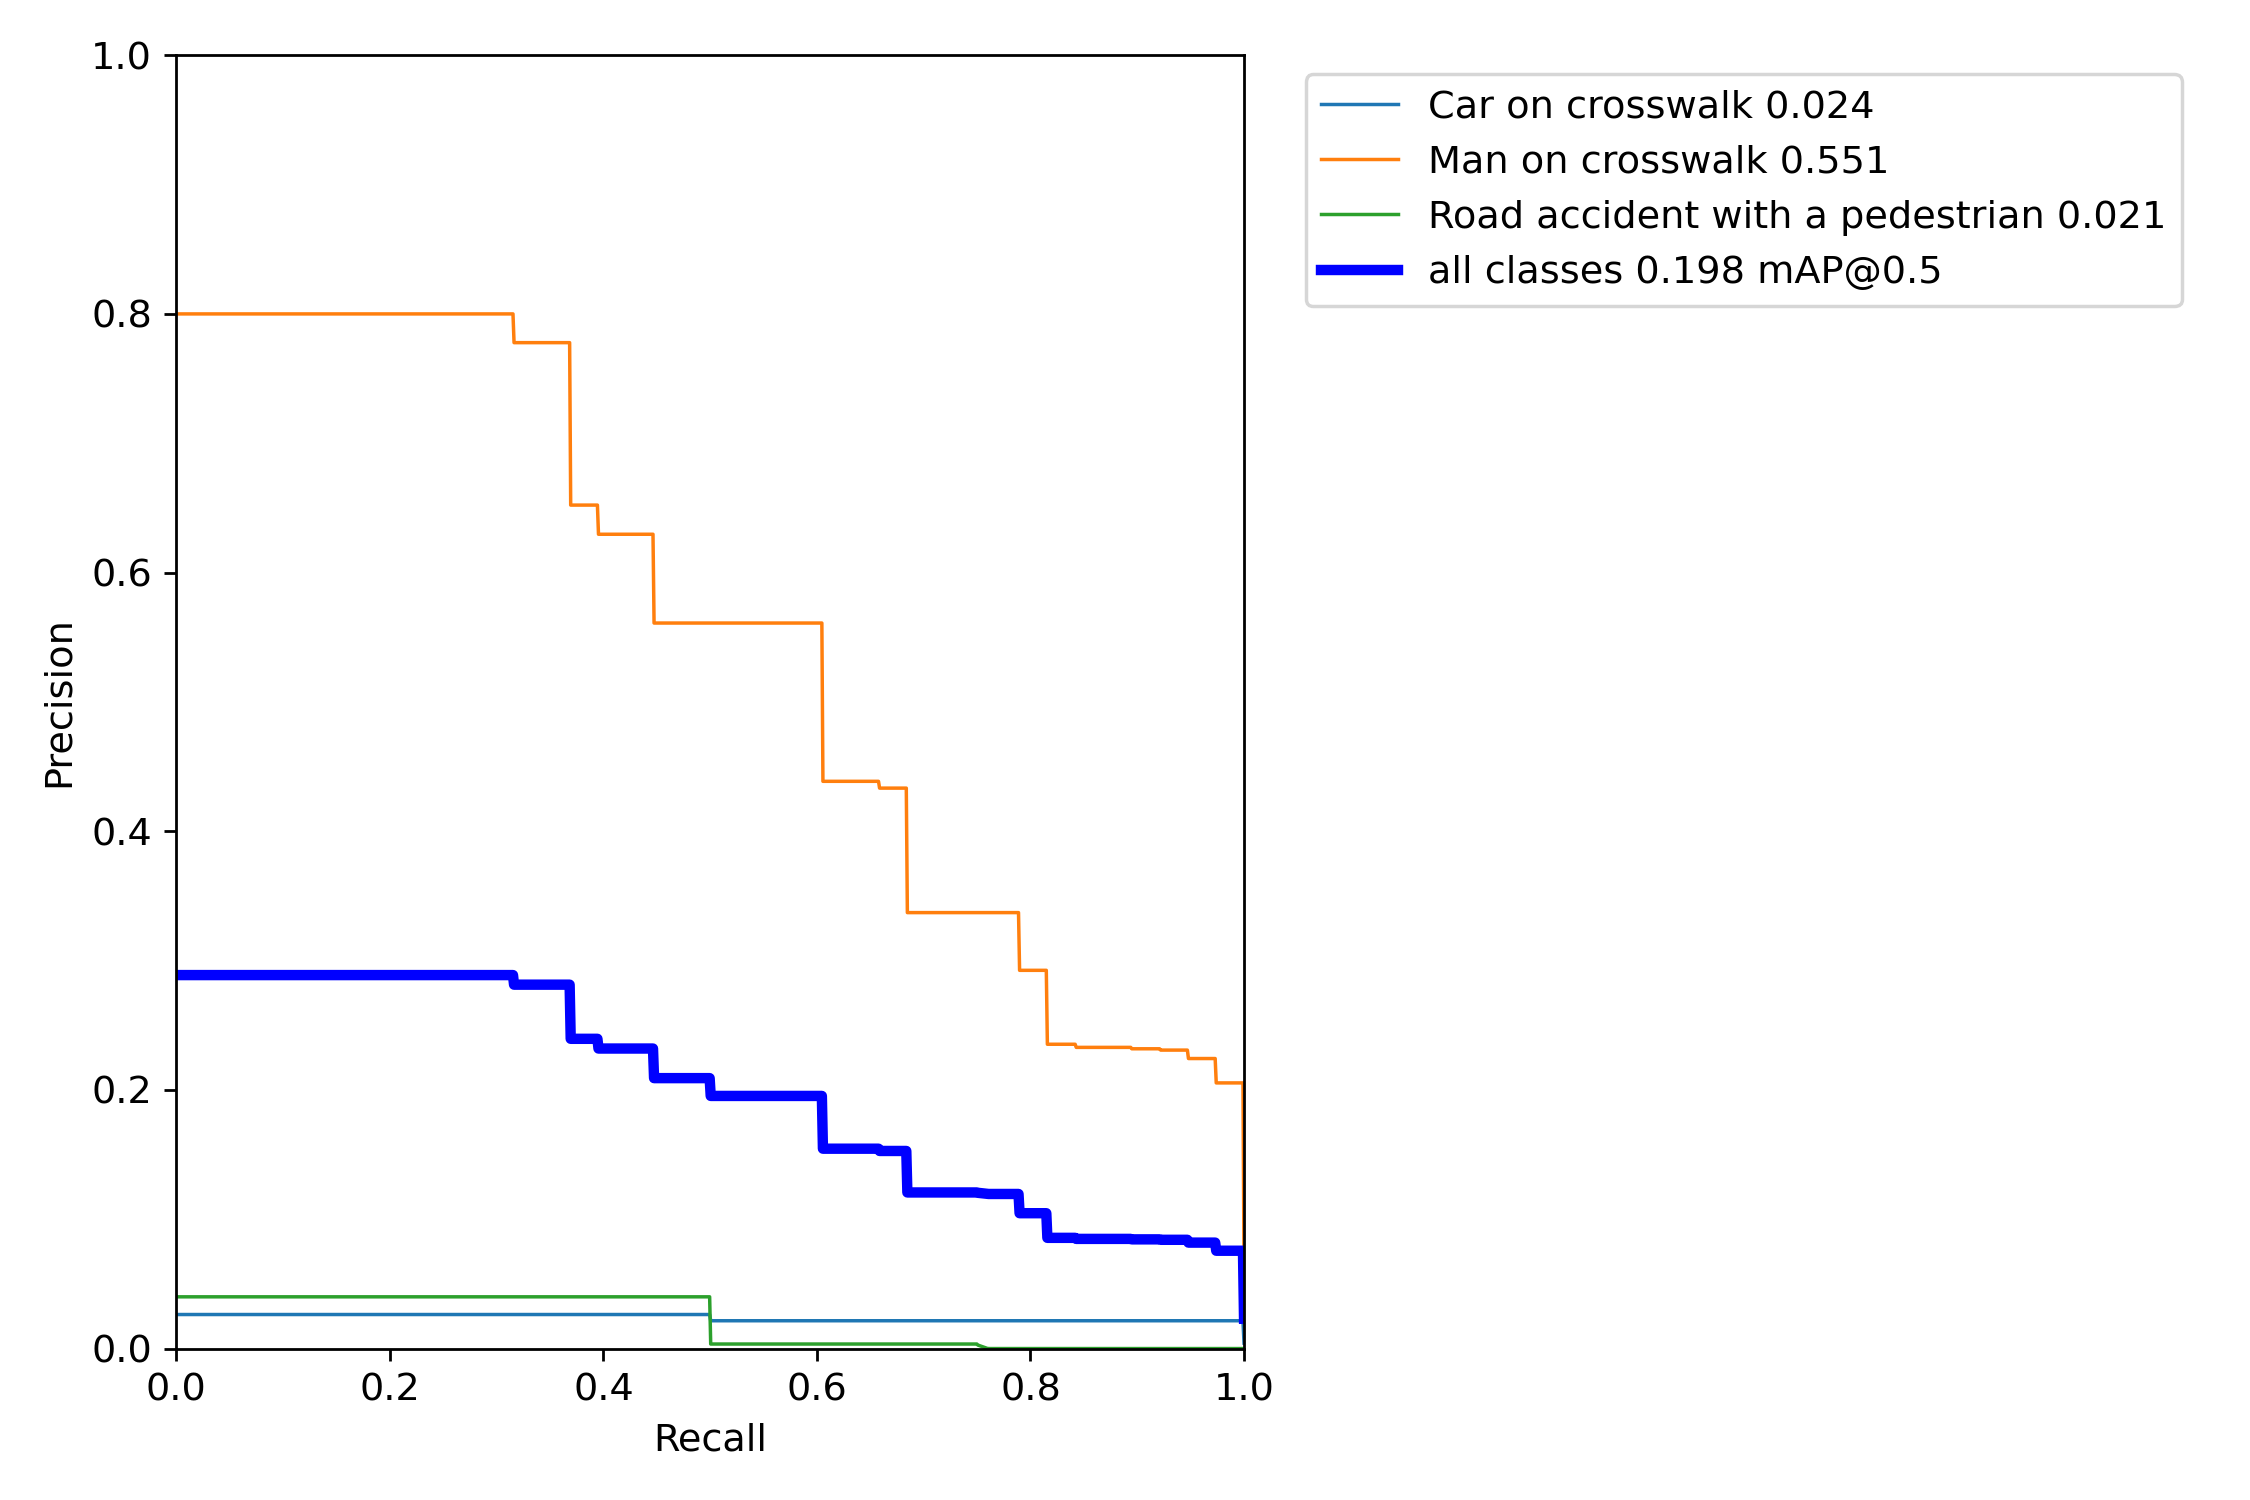 1.0
0.8
0.6
0.4
0.2
0.0
Precision
0.0 0.2 0.4 0.6 0.8 1.0
Recall
Car on crosswalk 0.024
Man on crosswalk 0.551
Road accident with a pedestrian 0.021
all classes 0.198 mAP@0.5